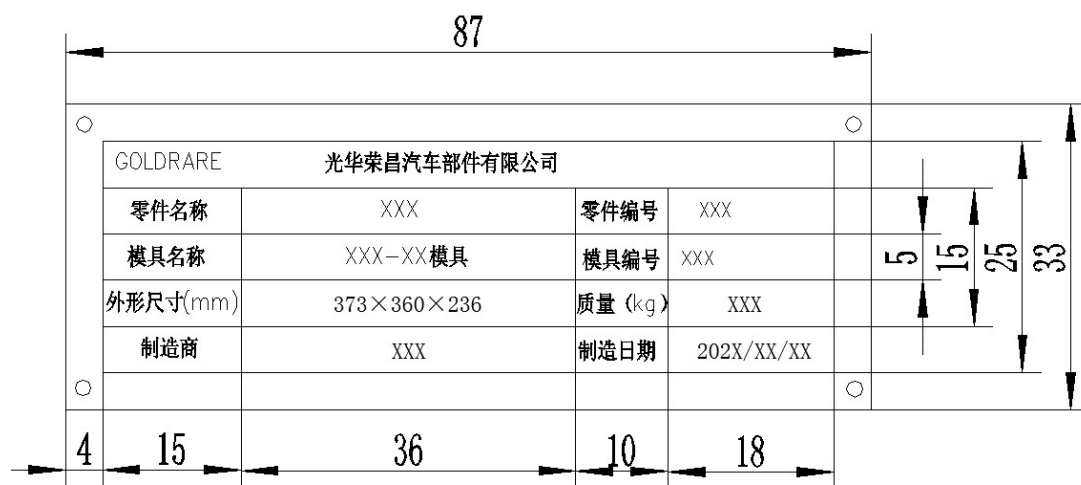 87
GOLDRARE 光华荣昌汽车部件有限公司
零件名称 XXX 零件编号 XXX
模具名称 XXX-XX模具 模具编号 XXX
外形尺寸(mm) 373×360×236 质量(kg) XXX
制造商 XXX 制造日期 202X/XX/XX
5 15 25 33
4 15 36 10 18